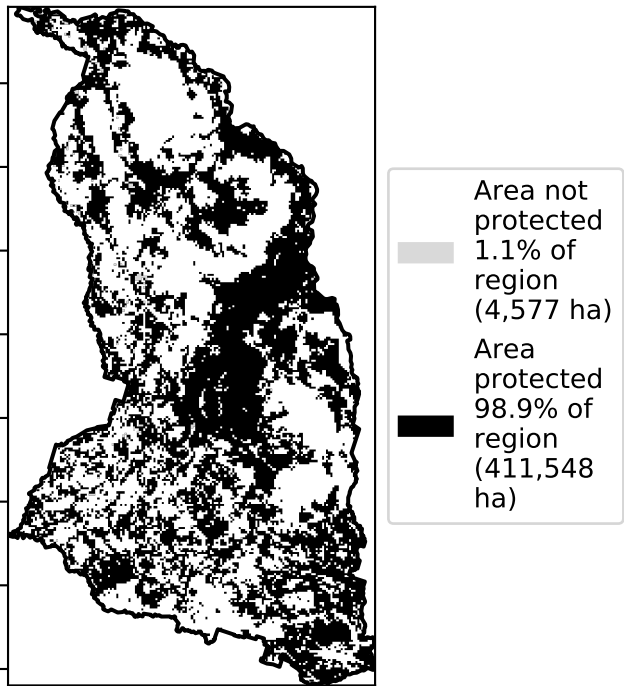 Area not
protected
1.1% of
region
(4,577 ha)
Area
protected
98.9% of
region
(411,548
ha)